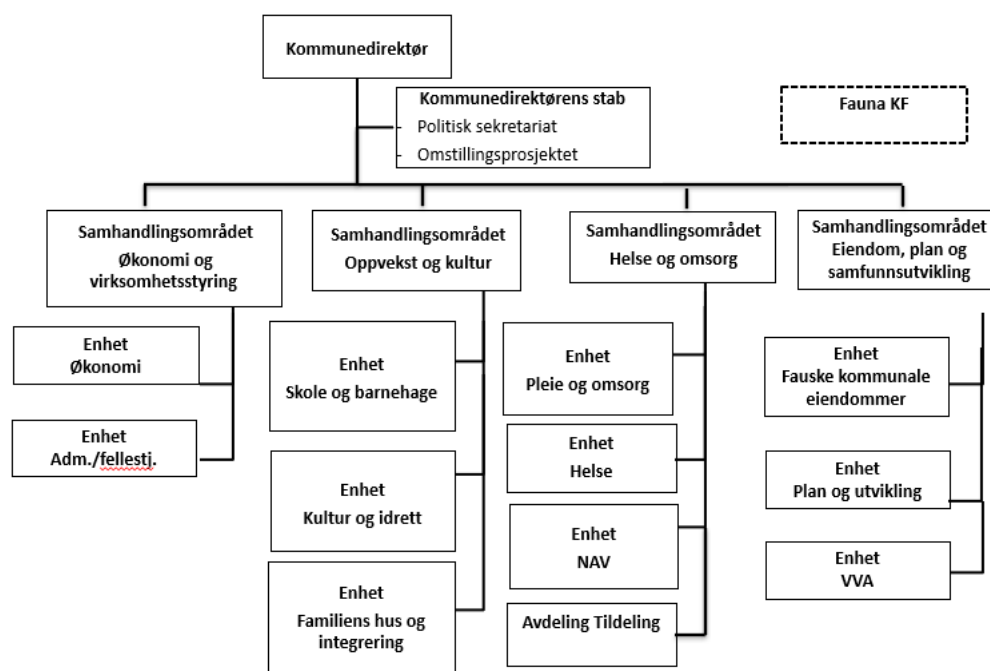 Kommunedirektør
Kommunedirektørens stab
- Politisk sekretariat
- Omstillingsprosjektet
Fauna KF
Samhandlingsområdet
Økonomi og
virksomhetsstyring
Enhet
Økonomi
Enhet
Adm./fellestj.
Samhandlingsområdet
Oppvekst og kultur
Enhet
Skole og barnehage
Enhet
Kultur og idrett
Enhet
Familiens hus og
integrering
Samhandlingsområdet
Helse og omsorg
Enhet
Pleie og omsorg
Enhet
Helse
Enhet
NAV
Avdeling Tildeling
Samhandlingsområdet
Eiendom, plan og
samfunnsutvikling
Enhet
Fauske kommunale
eiendommer
Enhet
Plan og utvikling
Enhet
VVA